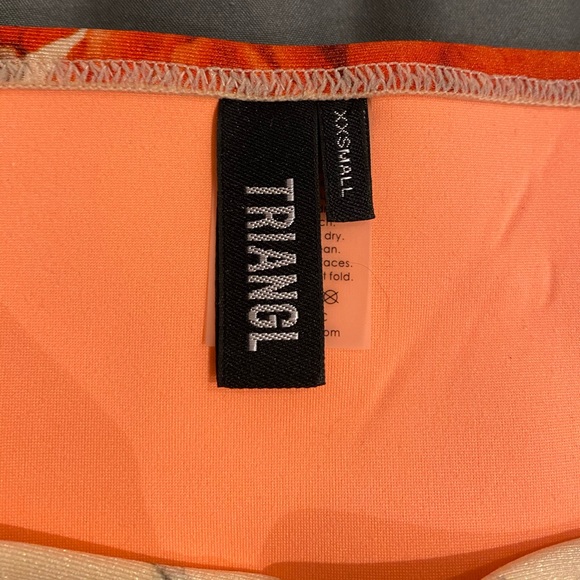 TRIANGL
XXSMALL
dry.
t fold.